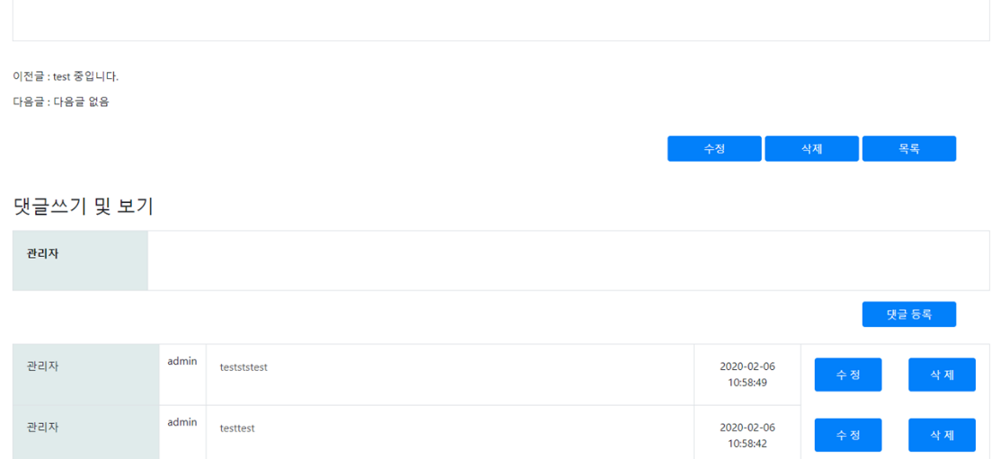 이전글 : test 중입니다.
다음글 : 다음글 없음
수정 삭제 목록
댓글쓰기 및 보기
관리자
댓글 등록
관리자 admin testststest 2020-02-06 10:58:49 수 정 삭 제
관리자 admin testtest 2020-02-06 10:58:42 수 정 삭 제